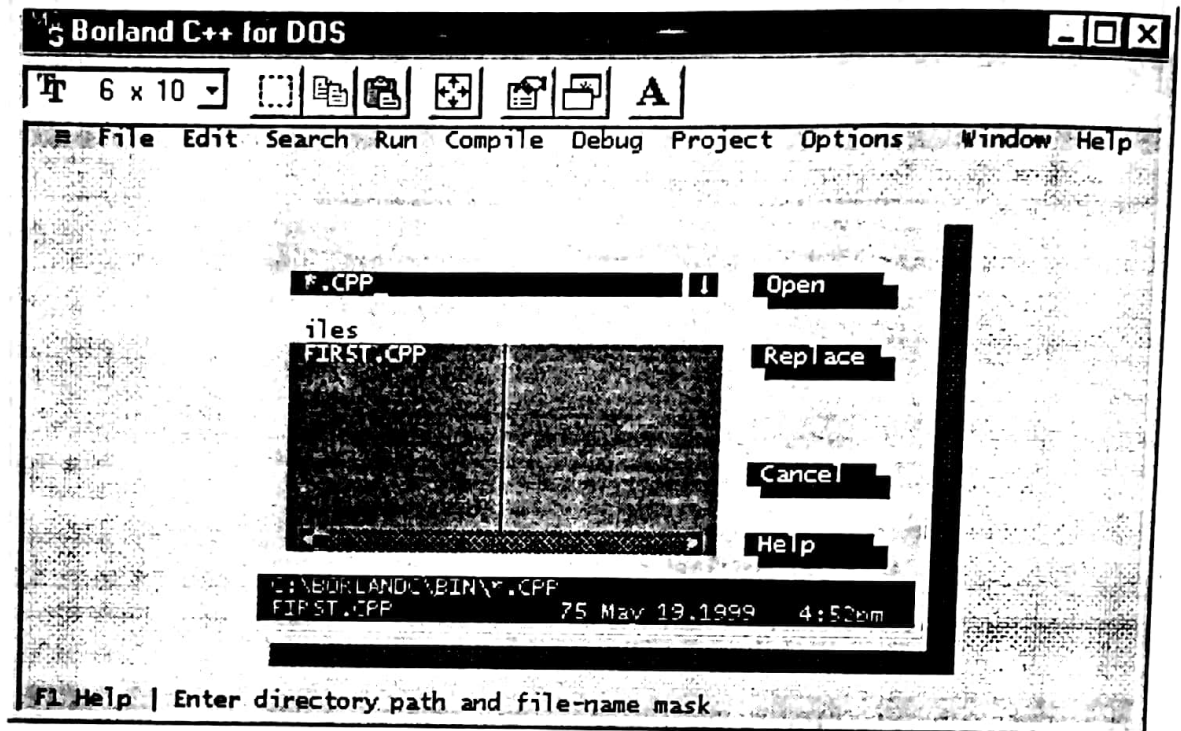 Borland C++ for DOS
6 x 10
A
≡ File Edit Search Run Compile Debug Project Options Window Help
*.CPP
Open
iles
FIRST.CPP
Replace
Cancel
Help
C:\BORLANDC\BIN\*.CPP
FIRST.CPP 75 May 19,1999 4:52pm
F1 Help | Enter directory path and file-name mask